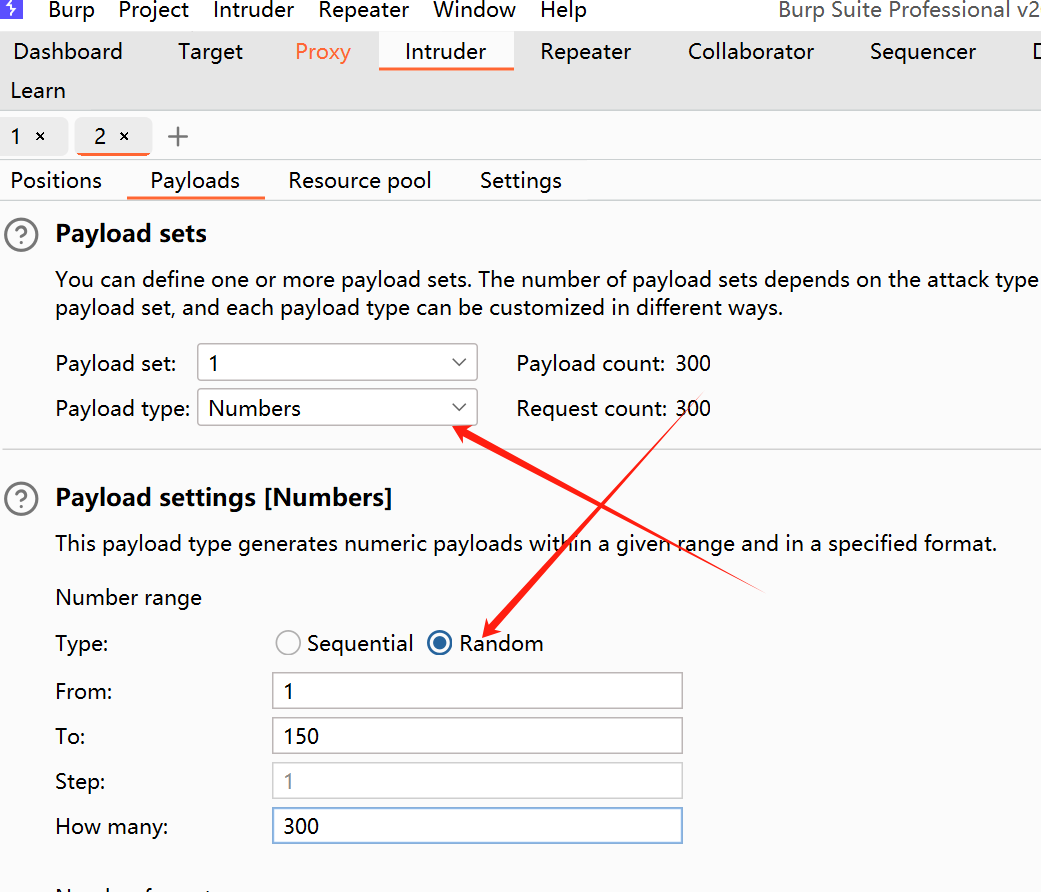 Burp Project Intruder Repeater Window Help Burp Suite Professional
Dashboard Target Proxy Intruder Repeater Collaborator Sequencer
Learn
1 × 2 × +
Positions Payloads Resource pool Settings
? Payload sets
You can define one or more payload sets. The number of payload sets depends on the attack type
payload set, and each payload type can be customized in different ways.
Payload set: 1 Payload count: 300
Payload type: Numbers Request count: 300
? Payload settings [Numbers]
This payload type generates numeric payloads within a given range and in a specified format.
Number range
Type: Sequential Random
From: 1
To: 150
Step: 1
How many: 300